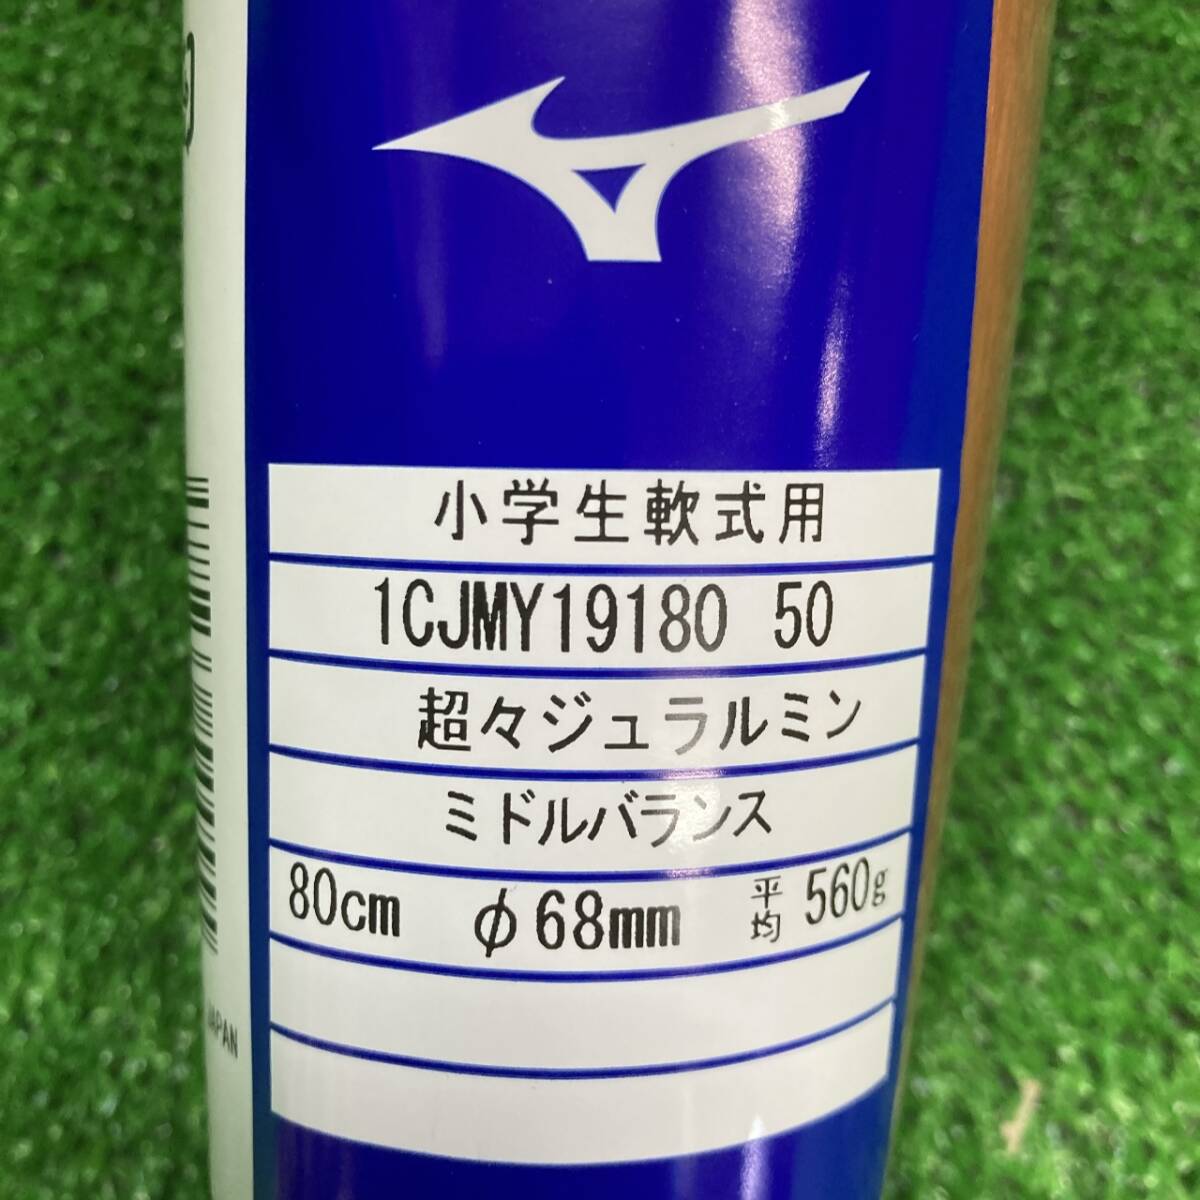 小学生軟式用
1CJMY19180 50
超々ジュラルミン
ミドルバランス
80cm φ68mm 平均 560g
JAPAN